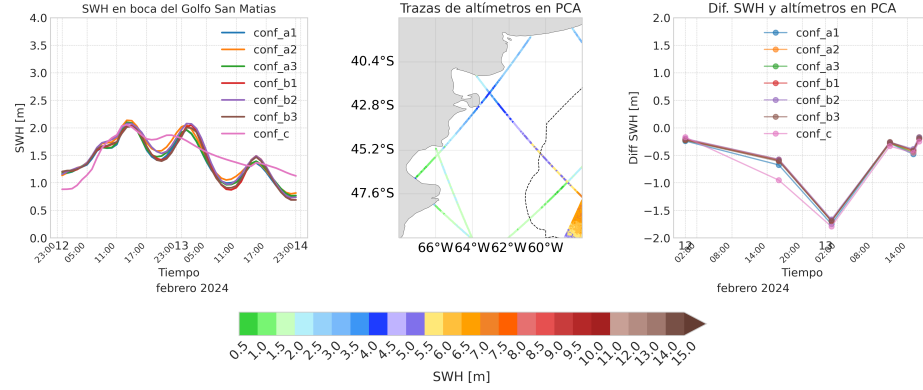 SWH en boca del Golfo San Matias
4.0
3.5
3.0
2.5
2.0
1.5
1.0
0.5
0.0
SWH [m]
conf_a1
conf_a2
conf_a3
conf_b1
conf_b2
conf_b3
conf_c
23:00
12
05:00
11:00
17:00
23:00
13
05:00
11:00
17:00
23:00
14
Tiempo
febrero 2024
Trazas de altímetros en PCA
40.4°S
42.8°S
45.2°S
47.6°S
66°W
64°W
62°W
60°W
Dif. SWH y altímetros en PCA
2.0
1.5
1.0
0.5
0.0
−0.5
−1.0
−1.5
−2.0
Diff SWH [m]
conf_a1
conf_a2
conf_a3
conf_b1
conf_b2
conf_b3
conf_c
12
02:00
08:00
14:00
13
02:00
08:00
14:00
Tiempo
febrero 2024
0.5
1.0
1.5
2.0
2.5
3.0
3.5
4.0
4.5
5.0
5.5
6.0
6.5
7.0
7.5
8.0
8.5
9.0
9.5
10.0
11.0
12.0
13.0
14.0
15.0
SWH [m]